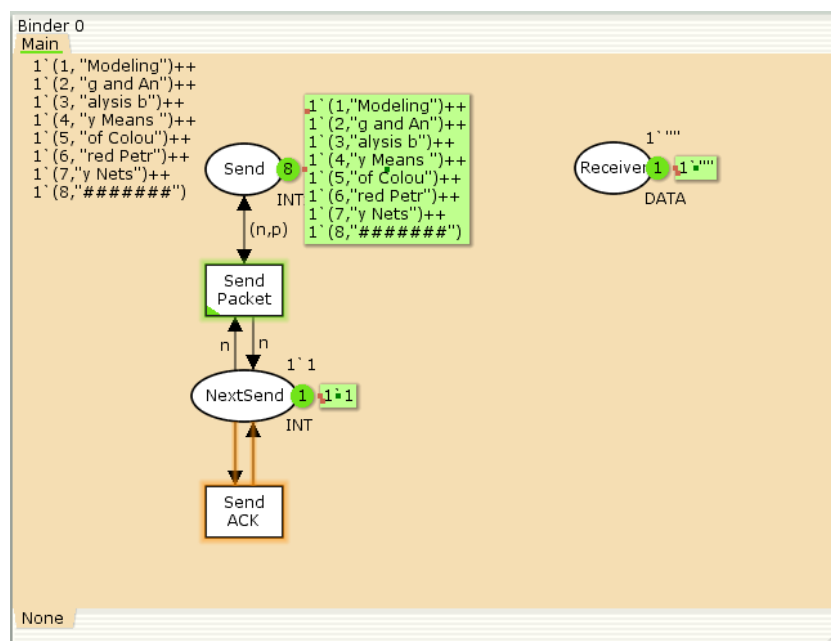 Binder 0
Main
1`(1, "Modeling")++
1`(2, "g and An")++
1`(3, "alysis b")++
1`(4, "y Means ")++
1`(5, "of Colou")++
1`(6, "red Petr")++
1`(7,"y Nets")++
1`(8,"#######")
Send
8
INT
1`(1,"Modeling")++
1`(2,"g and An")++
1`(3,"alysis b")++
1`(4,"y Means ")++
1`(5,"of Colou")++
1`(6,"red Petr")++
1`(7,"y Nets")++
1`(8,"#######")
1`""
Receiver
1
1`""
DATA
(n,p)
Send
Packet
n
n
1`1
NextSend
1
1`1
INT
Send
ACK
None